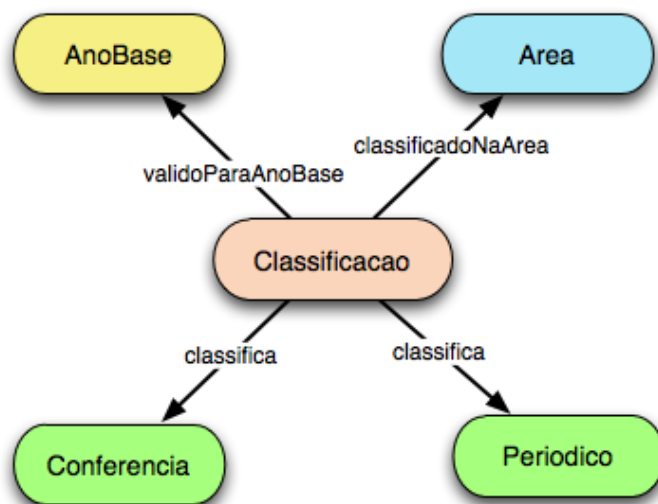 AnoBase
Area
classificadoNaArea
validoParaAnoBase
Classificacao
classifica
classifica
Conferencia
Periodico